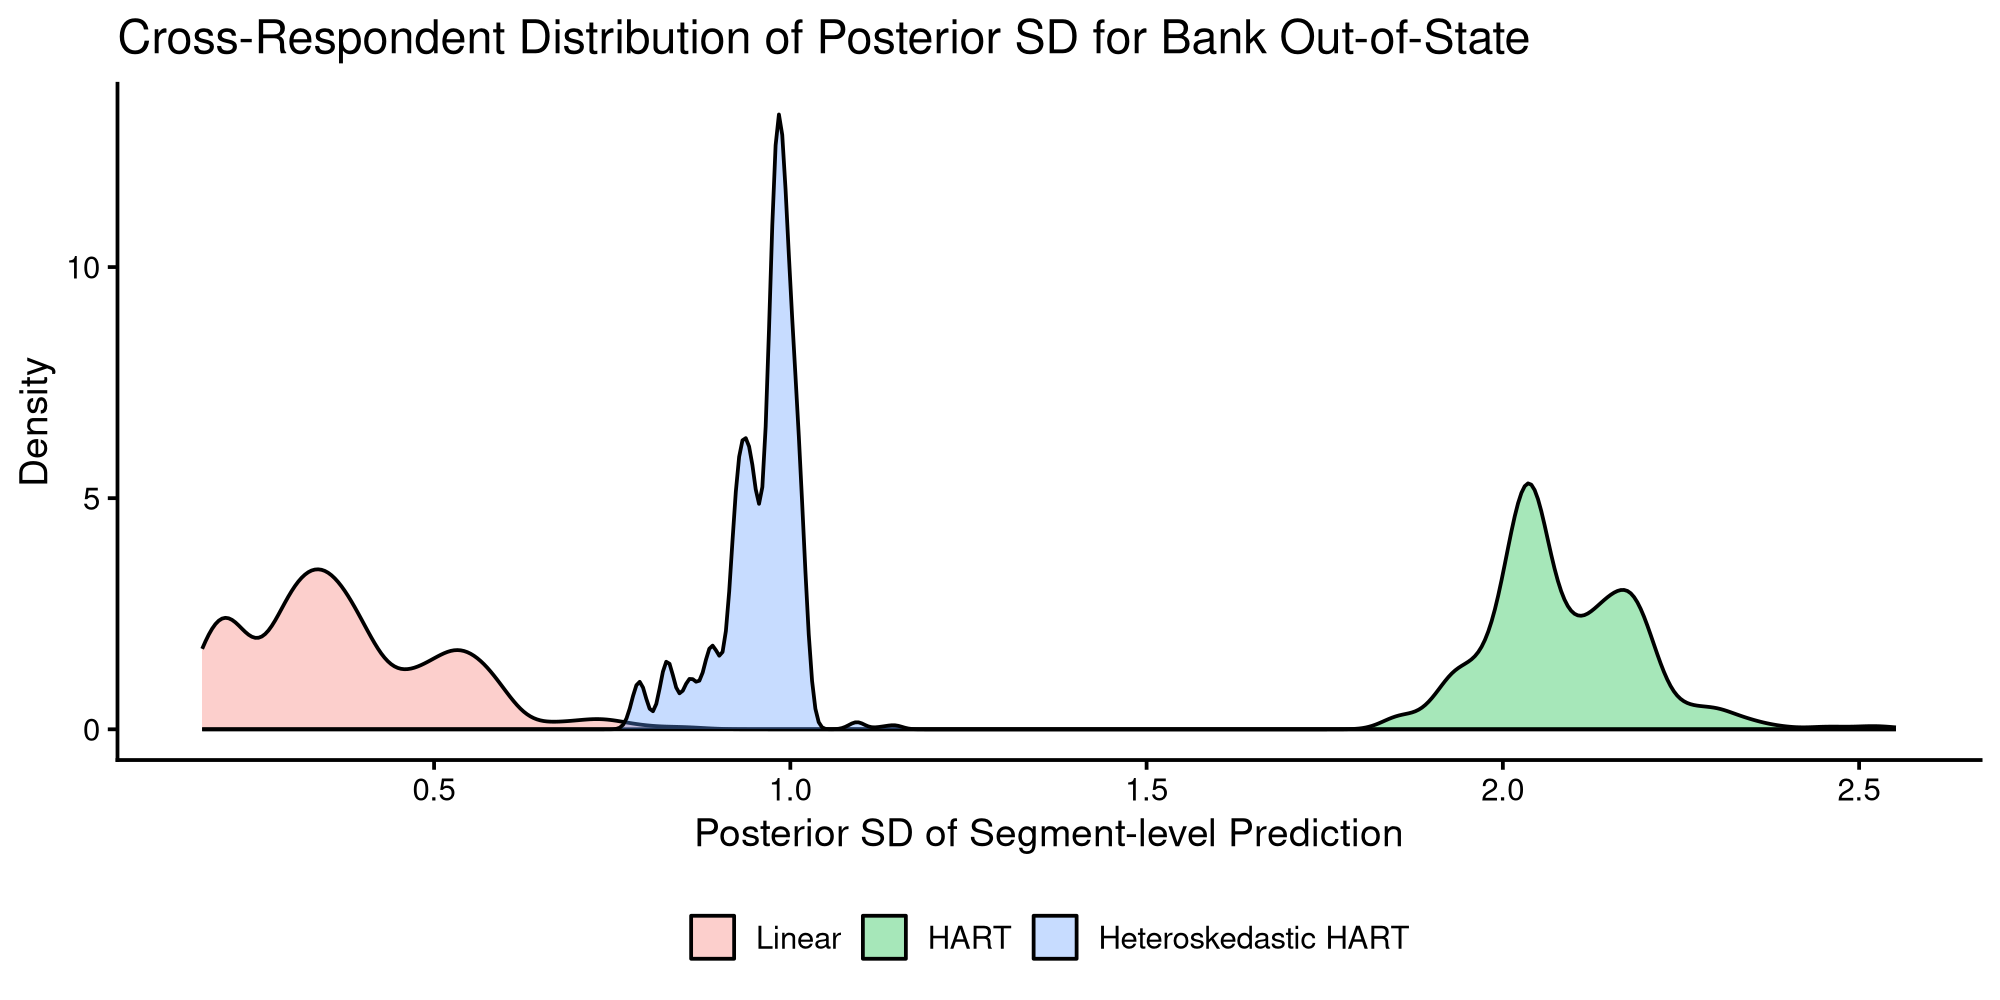 Cross-Respondent Distribution of Posterior SD for Bank Out-of-State
Density
10
5
0
0.5 1.0 1.5 2.0 2.5
Posterior SD of Segment-level Prediction
Linear HART Heteroskedastic HART